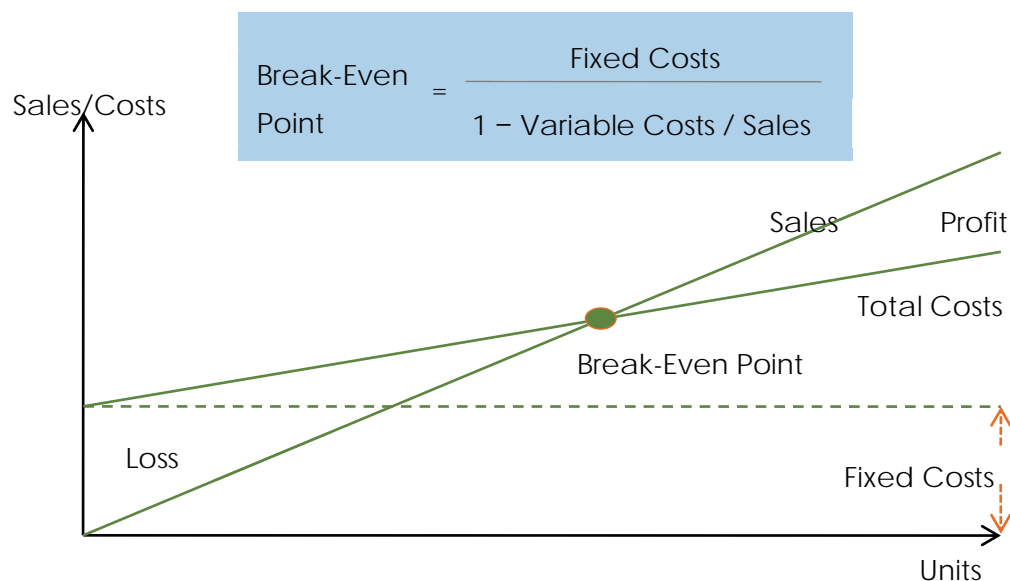 Break-Even
Point
=
Fixed Costs
1 – Variable Costs / Sales
Sales/Costs
Sales
Profit
Total Costs
Break-Even Point
Loss
Fixed Costs
Units